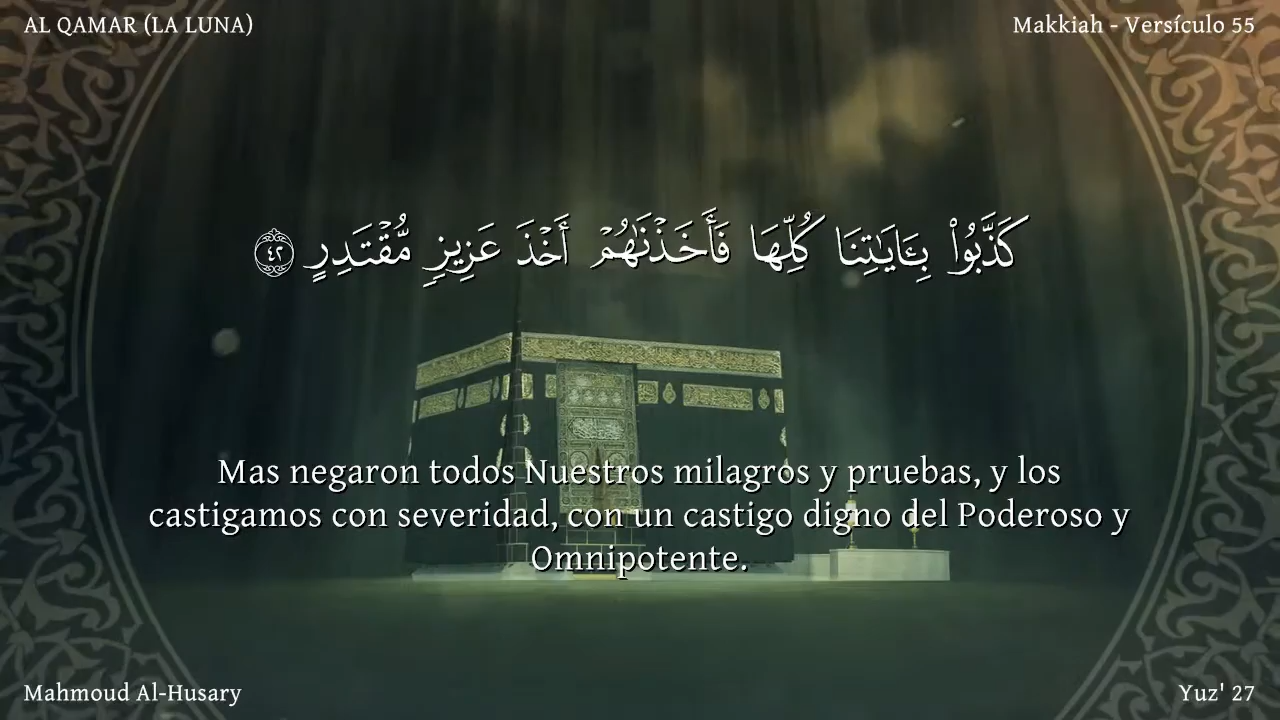 AL QAMAR (LA LUNA)
Makkiah - Versículo 55
كَذَّبُوا۟ بِـَٔايَـٰتِنَا كُلِّهَا فَأَخَذْنَـٰهُمْ أَخْذَ عَزِيزٍ مُّقْتَدِرٍ ٤٢
Mas negaron todos Nuestros milagros y pruebas, y los
castigamos con severidad, con un castigo digno del Poderoso y
Omnipotente.
Mahmoud Al-Husary
Yuz' 27